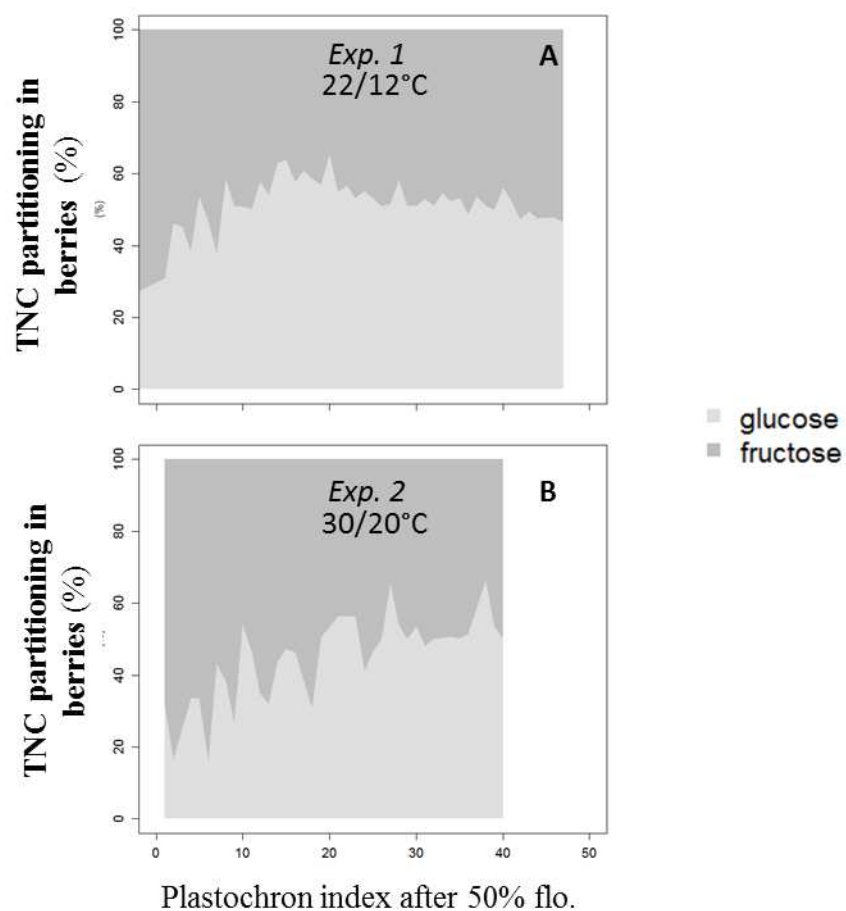 TNC partitioning in
berries (%)
(%)
100
80
60
40
20
0
Exp. 1
22/12°C
A
glucose
fructose
TNC partitioning in
berries (%)
100
80
60
40
20
0
Exp. 2
30/20°C
B
0 10 20 30 40 50
Plastochron index after 50% flo.